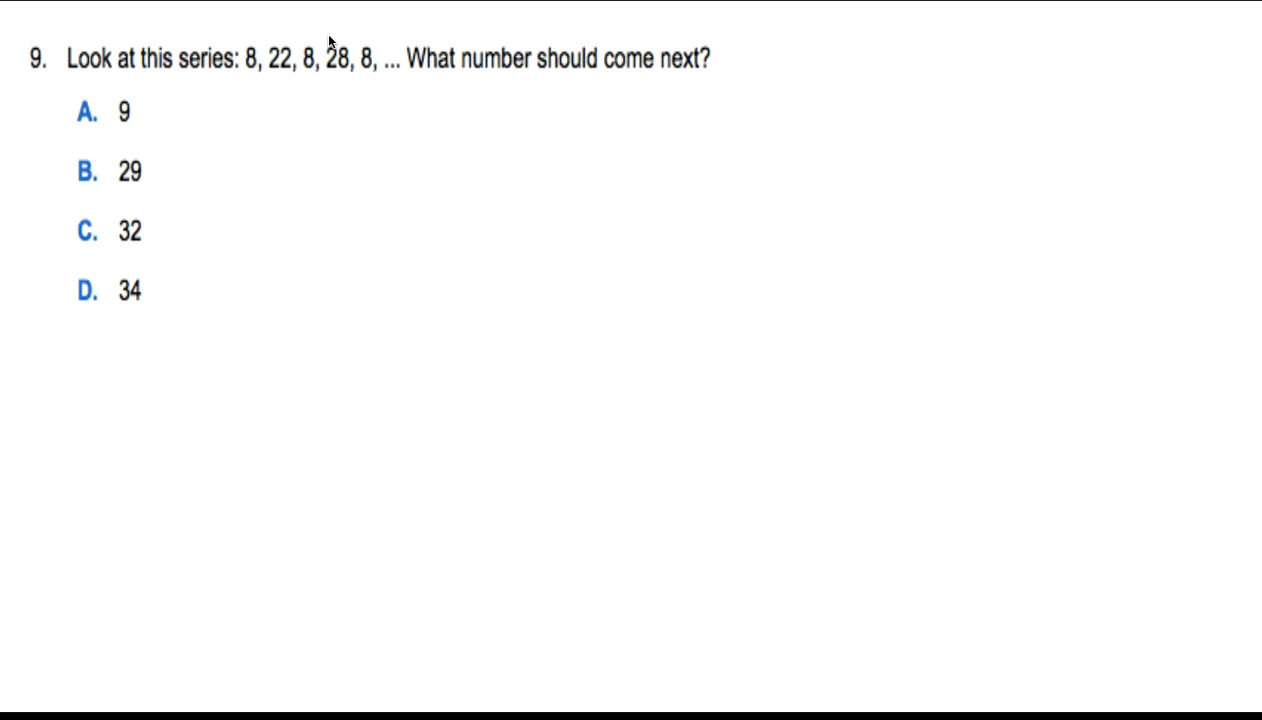 9. Look at this series: 8, 22, 8, 28, 8, ... What number should come next?
A. 9
B. 29
C. 32
D. 34